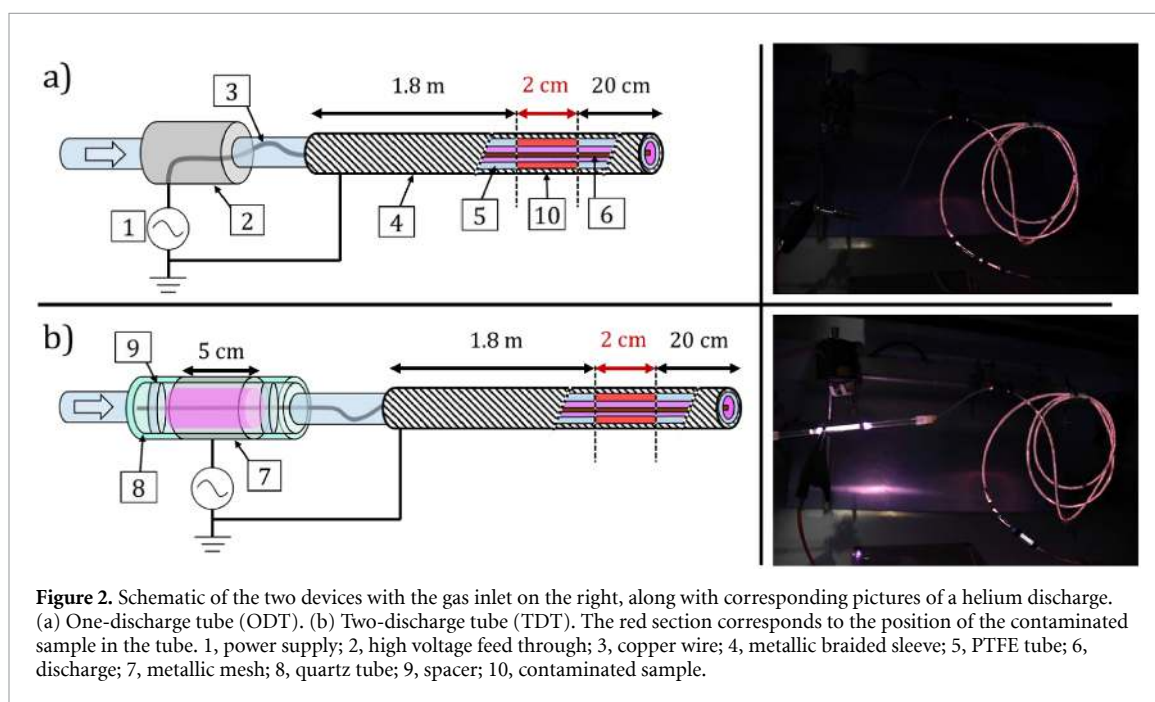 a)
3
1.8 m
2 cm
20 cm
1
2
4
5
10
6
b)
9
5 cm
1.8 m
2 cm
20 cm
8
7
Figure 2. Schematic of the two devices with the gas inlet on the right, along with corresponding pictures of a helium discharge.
(a) One-discharge tube (ODT). (b) Two-discharge tube (TDT). The red section corresponds to the position of the contaminated
sample in the tube. 1, power supply; 2, high voltage feed through; 3, copper wire; 4, metallic braided sleeve; 5, PTFE tube; 6,
discharge; 7, metallic mesh; 8, quartz tube; 9, spacer; 10, contaminated sample.